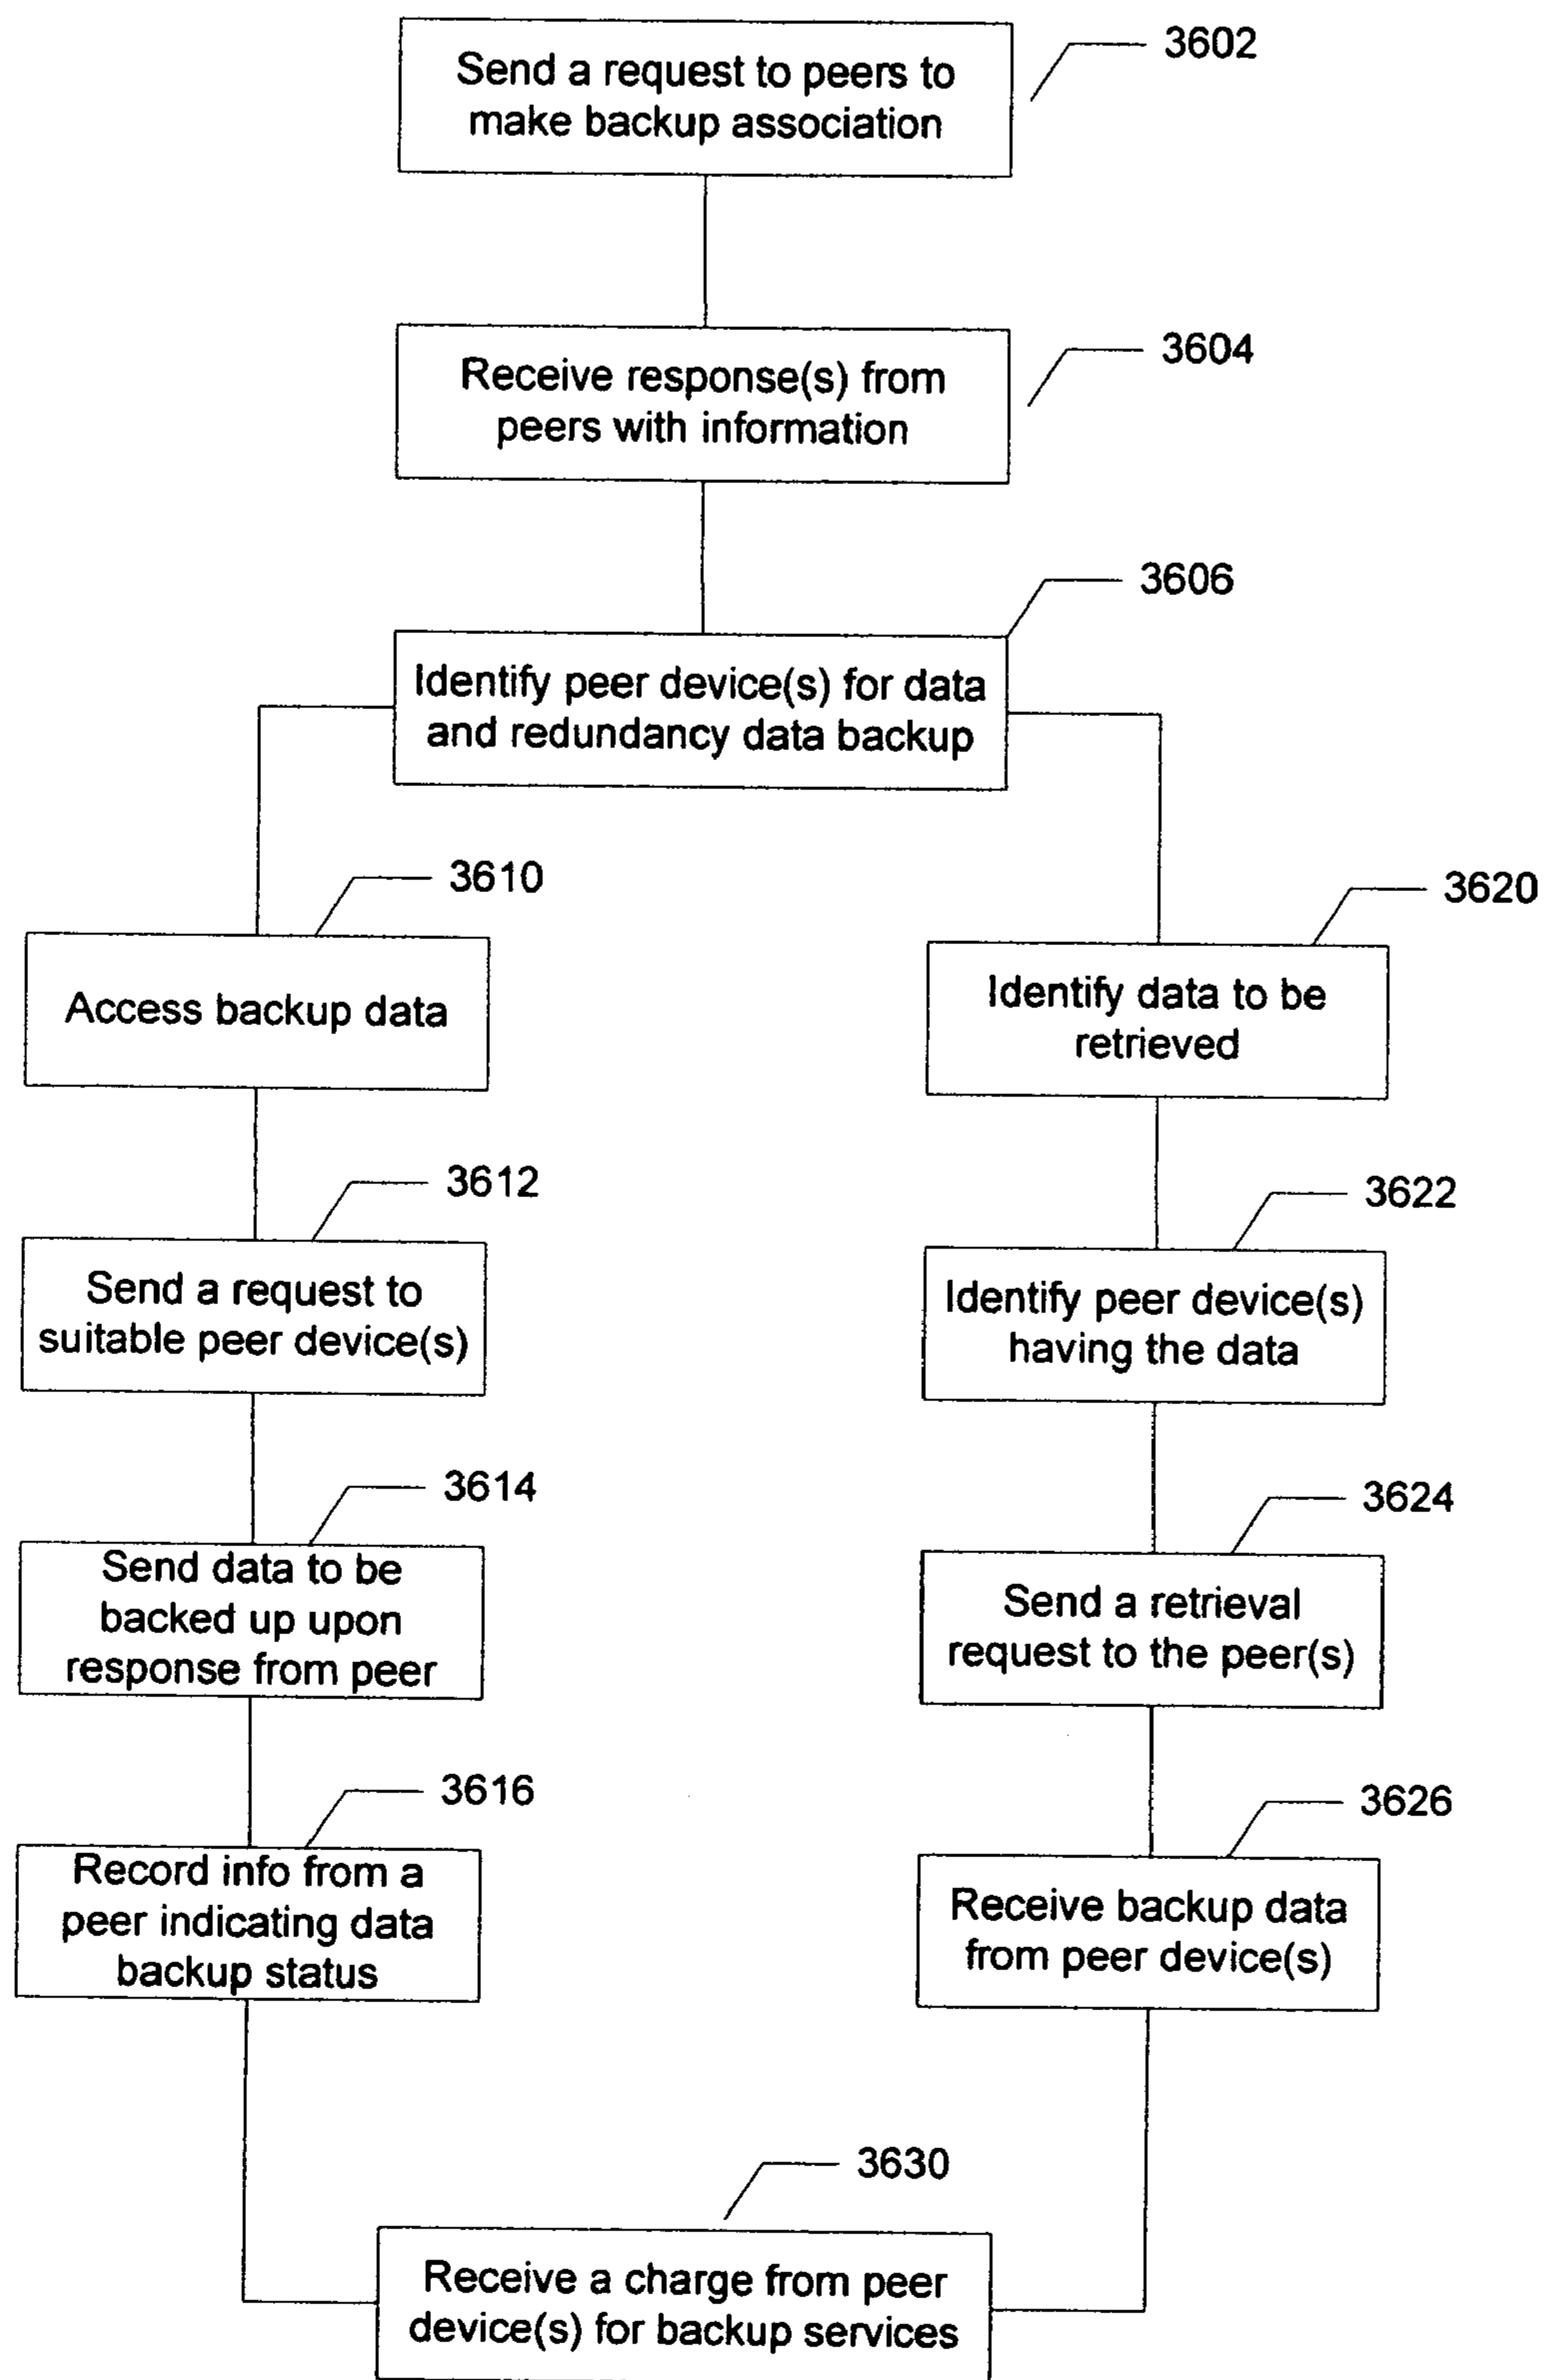 3602
Send a request to peers to
make backup association
3604
Receive response(s) from
peers with information
3606
Identify peer device(s) for data
and redundancy data backup
3610
Access backup data
3612
Send a request to
suitable peer device(s)
3614
Send data to be
backed up upon
response from peer
3616
Record info from a
peer indicating data
backup status
3620
Identify data to be
retrieved
3622
Identify peer device(s)
having the data
3624
Send a retrieval
request to the peer(s)
3626
Receive backup data
from peer device(s)
3630
Receive a charge from peer
device(s) for backup services